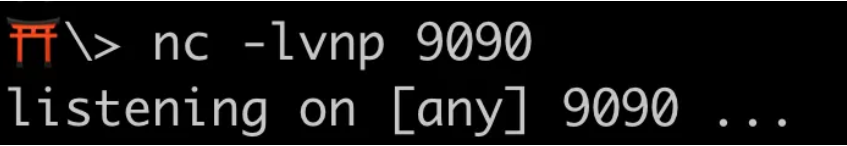 ⛩\> nc -lvnp 9090
listening on [any] 9090 ...